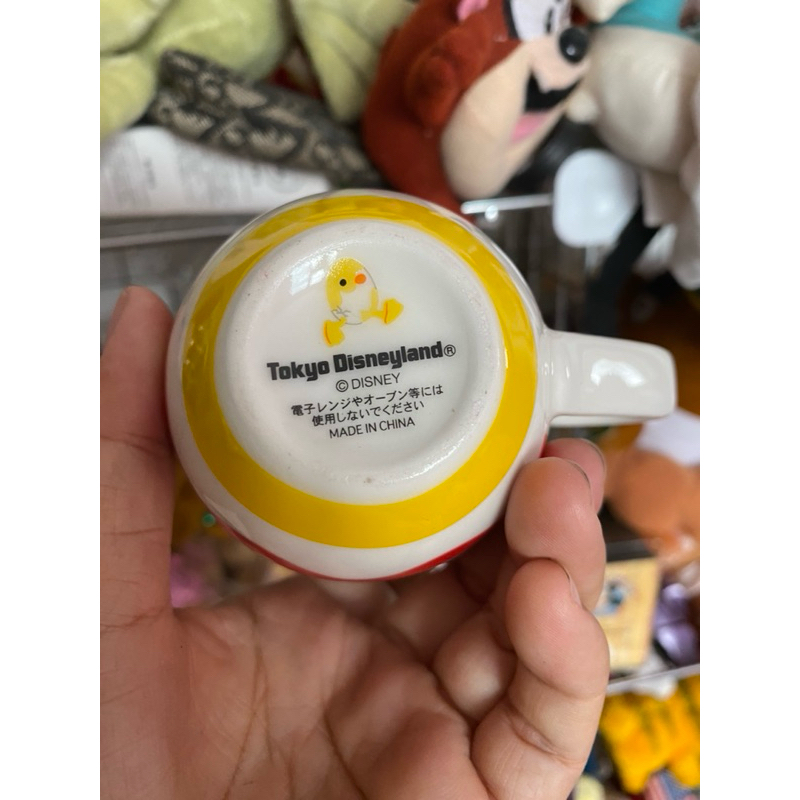 Tokyo Disneyland®
© DISNEY
電子レンジやオーブン等には
使用しないでください
MADE IN CHINA